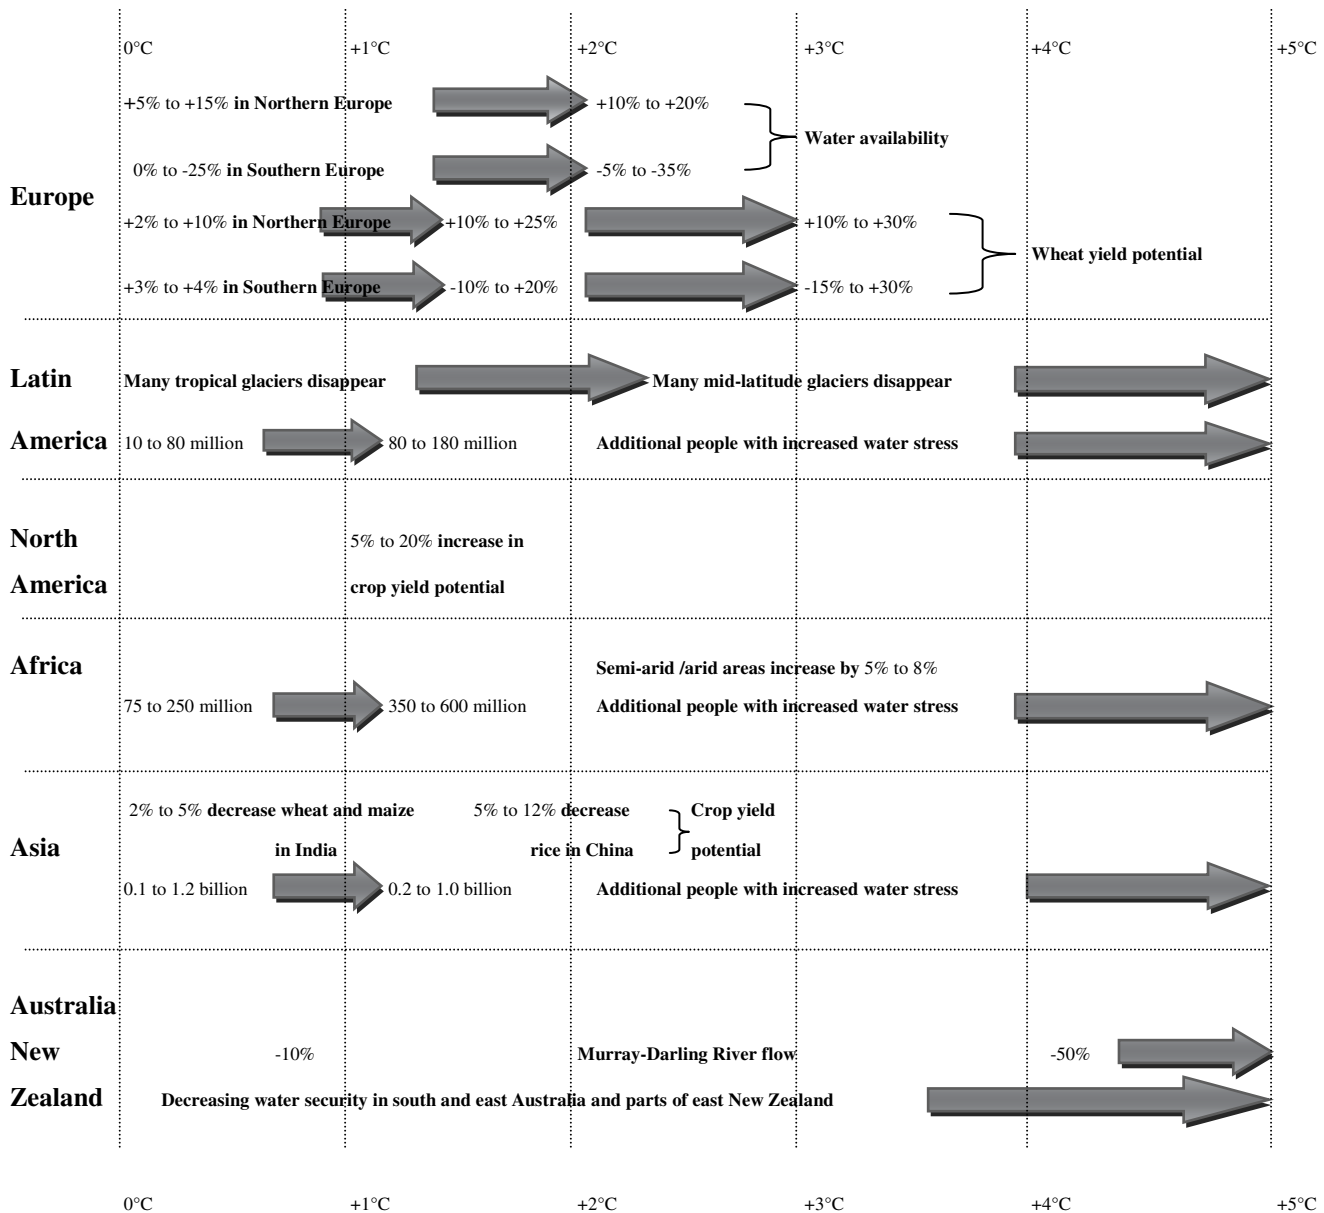 0°C +1°C +2°C +3°C +4°C +5°C
+5% to +15% in Northern Europe +10% to +20%
Water availability
0% to -25% in Southern Europe -5% to -35%
Europe
+2% to +10% in Northern Europe +10% to +25% +10% to +30%
Wheat yield potential
+3% to +4% in Southern Europe -10% to +20% -15% to +30%
Latin Many tropical glaciers disappear Many mid-latitude glaciers disappear
America 10 to 80 million 80 to 180 million Additional people with increased water stress
North 5% to 20% increase in
America crop yield potential
Africa Semi-arid /arid areas increase by 5% to 8%
75 to 250 million 350 to 600 million Additional people with increased water stress
2% to 5% decrease wheat and maize 5% to 12% decrease Crop yield
Asia in India rice in China potential
0.1 to 1.2 billion 0.2 to 1.0 billion Additional people with increased water stress
Australia
New -10% Murray-Darling River flow -50%
Zealand Decreasing water security in south and east Australia and parts of east New Zealand
0°C +1°C +2°C +3°C +4°C +5°C